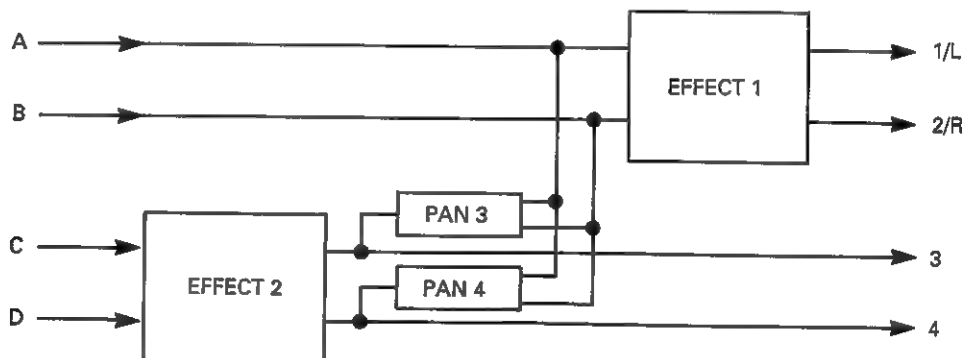 A
1/L
EFFECT 1
B
2/R
PAN 3
C
3
EFFECT 2
PAN 4
D
4